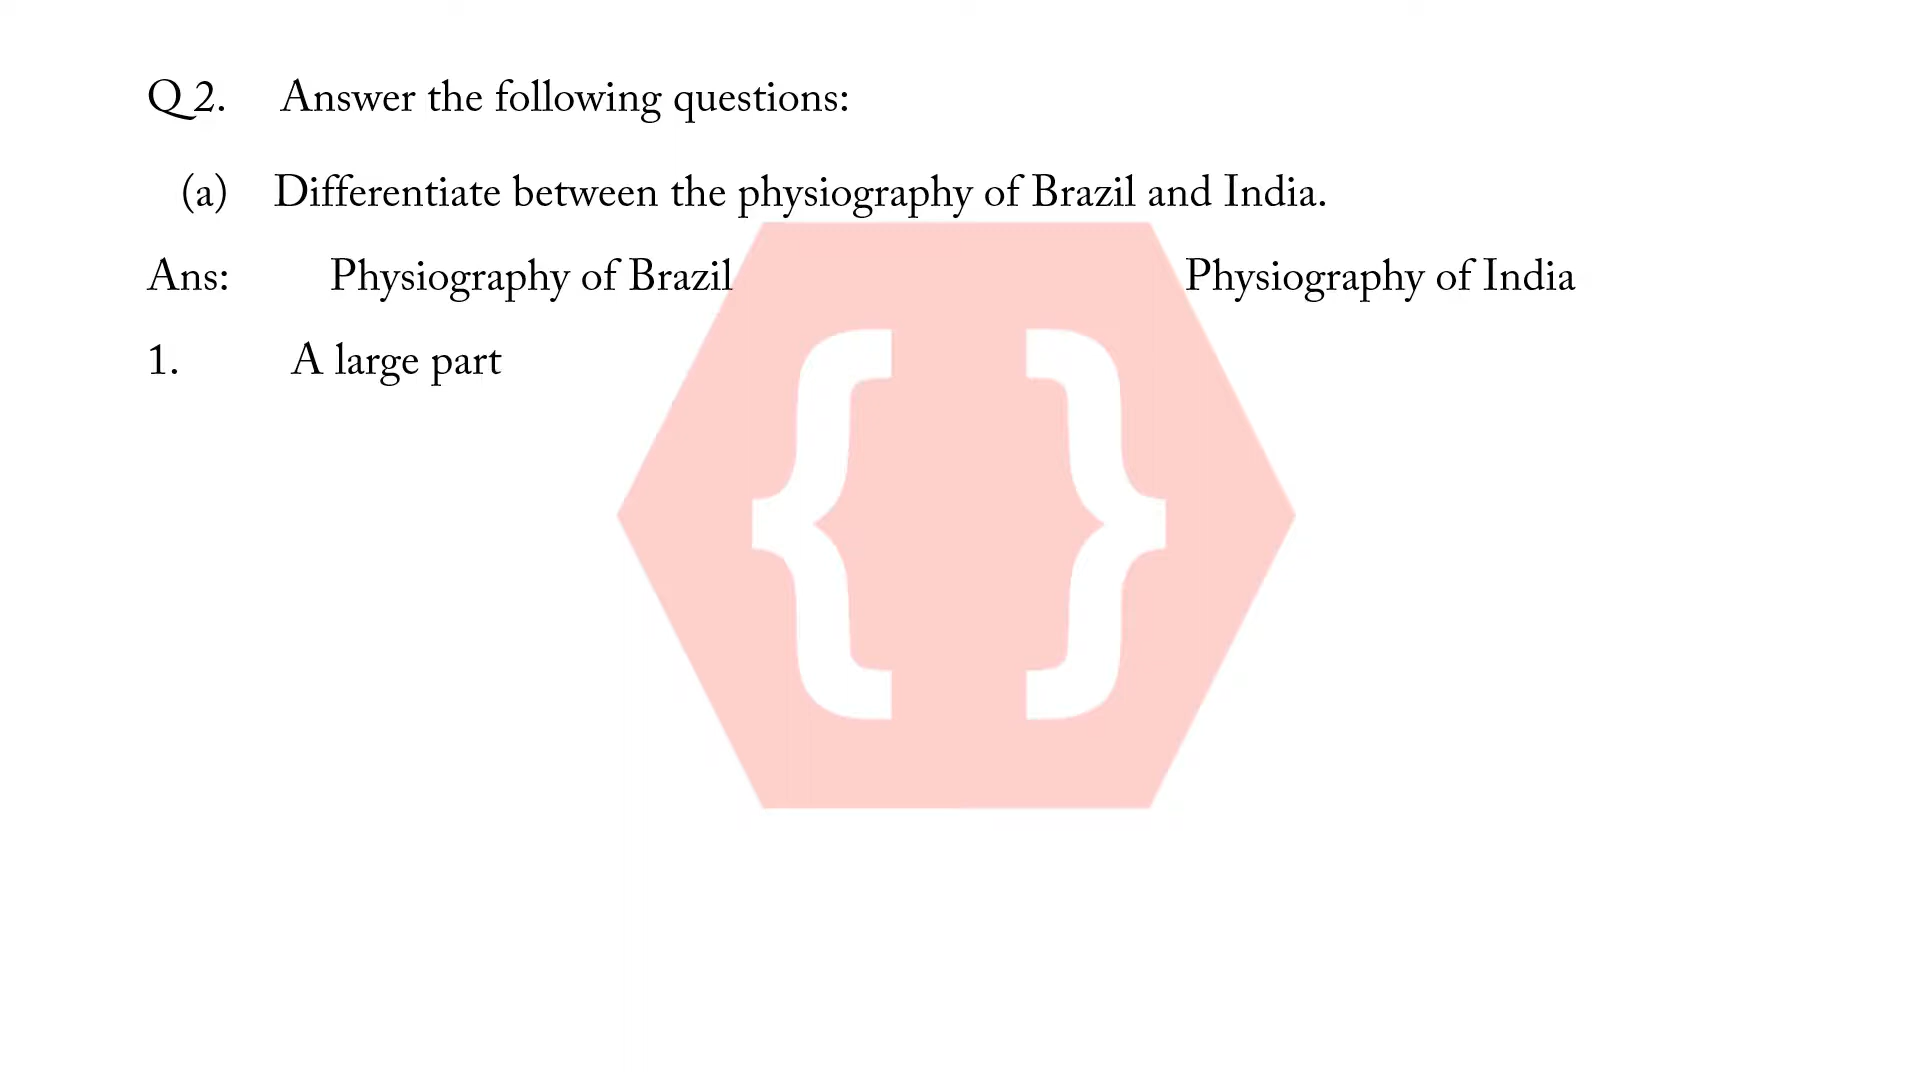 Q 2. Answer the following questions:
(a) Differentiate between the physiography of Brazil and India.
Ans: Physiography of Brazil Physiography of India
1. A large part